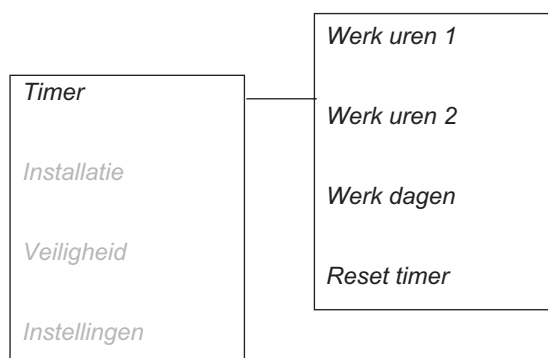 Timer
Installatie
Veiligheid
Instellingen
Werk uren 1
Werk uren 2
Werk dagen
Reset timer